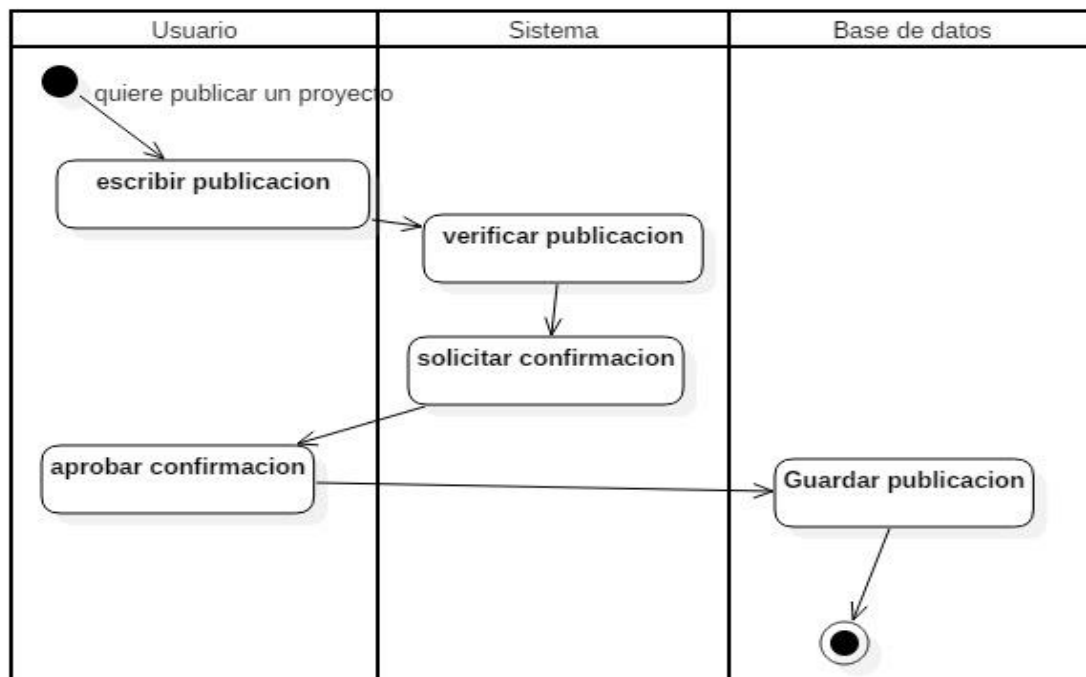 Usuario
Sistema
Base de datos
quiere publicar un proyecto
escribir publicacion
verificar publicacion
solicitar confirmacion
aprobar confirmacion
Guardar publicacion